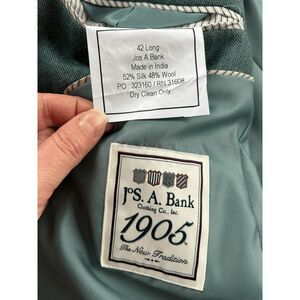 42 Long
Jos A.Bank
Made in India
52% Silk 48% Wool
PO : 323160 / RN 31608
Dry Clean Only
JOS. A. Bank
Clothing Co., Inc.
1905
The New Tradition